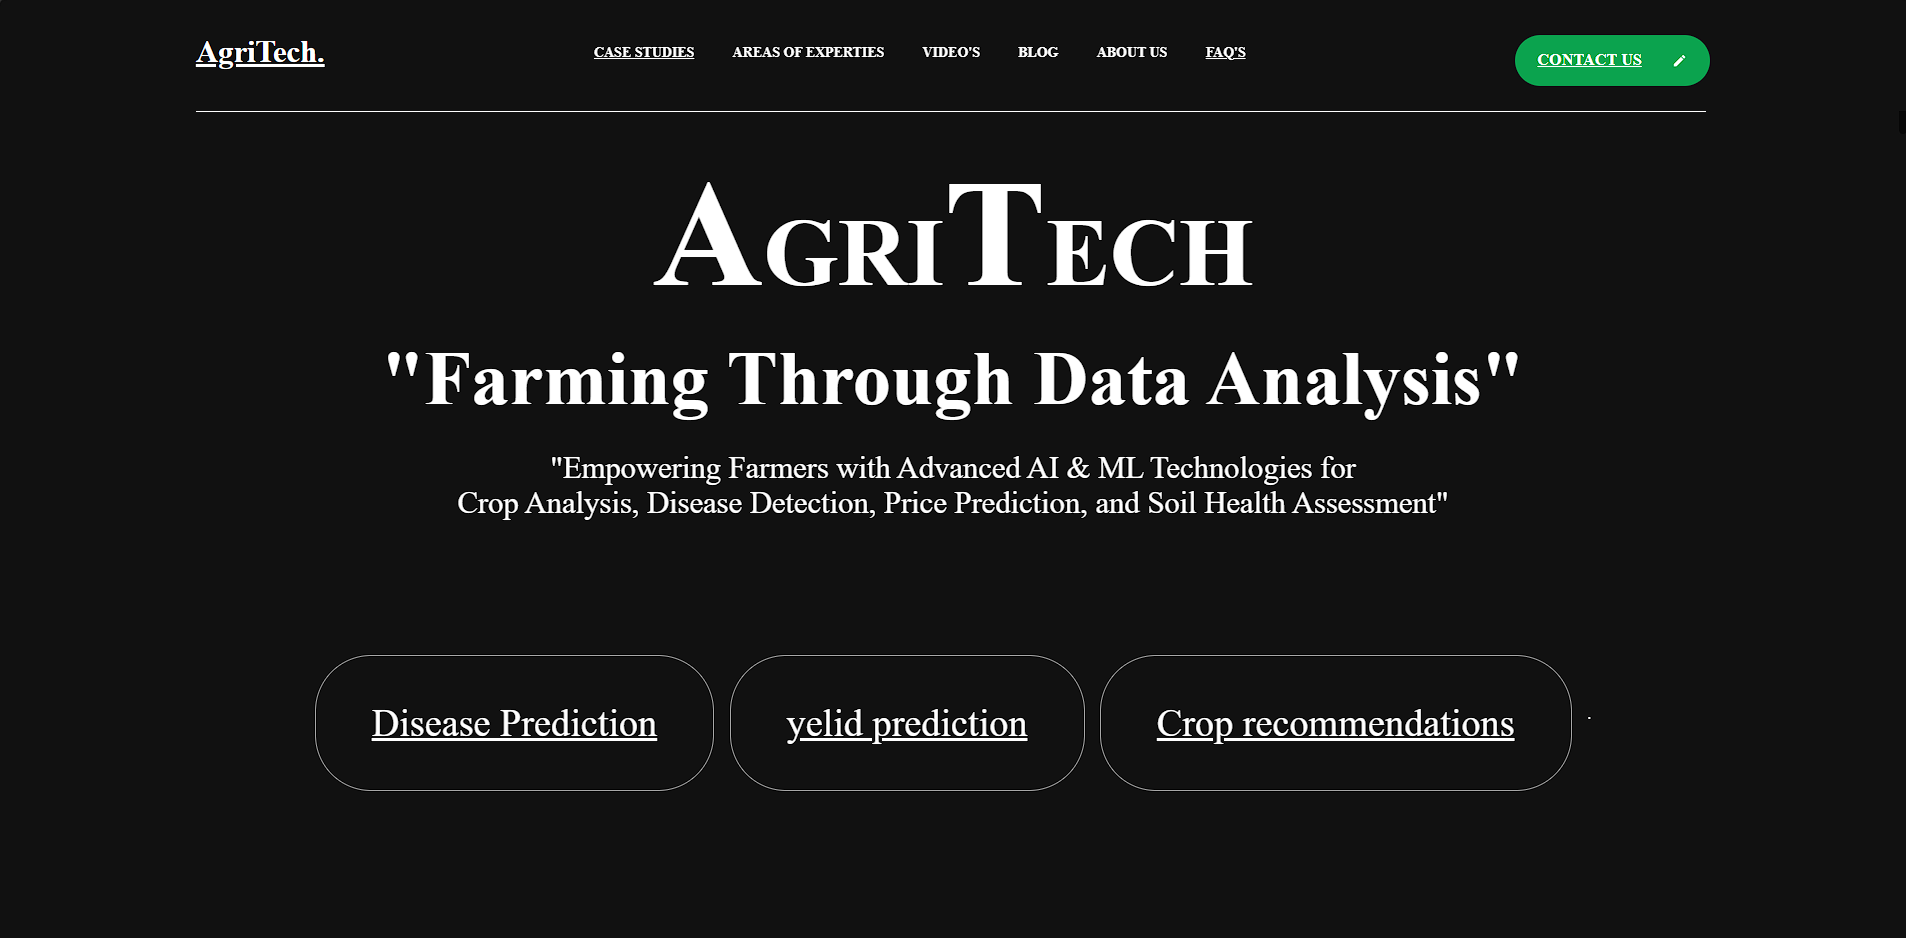 AgriTech.
CASE STUDIES
AREAS OF EXPERTIES
VIDEO'S
BLOG
ABOUT US
FAQ'S
CONTACT US
AGRITECH
"Farming Through Data Analysis"
"Empowering Farmers with Advanced AI & ML Technologies for
Crop Analysis, Disease Detection, Price Prediction, and Soil Health Assessment"
Disease Prediction
yelid prediction
Crop recommendations
.